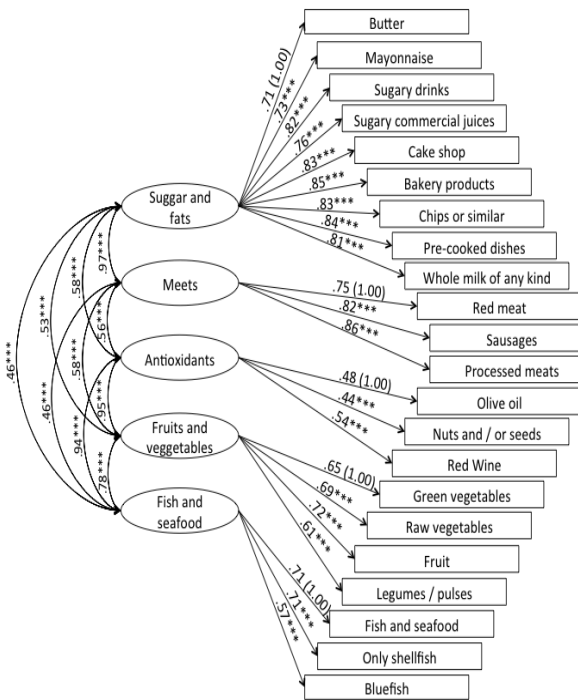 Butter
Mayonnaise
Sugary drinks
Sugary commercial juices
Cake shop
Bakery products
Chips or similar
Pre-cooked dishes
Whole milk of any kind
Red meat
Sausages
Processed meats
Olive oil
Nuts and / or seeds
Red Wine
Green vegetables
Raw vegetables
Fruit
Legumes / pulses
Fish and seafood
Only shellfish
Bluefish
.71 (1.00)
.73***
.82***
.76***
.83***
.85***
.83***
.84***
.81***
.75 (1.00)
.82***
.86***
.48 (1.00)
.44***
.54***
.65 (1.00)
.69***
.72***
.61***
.71 (1.00)
.71***
.57***
Suggar and
fats
Meets
Antioxidants
Fruits and
veggetables
Fish and
seafood
.97***
.58***
.53***
.46***
.56***
.58***
.46***
.95***
.94***
.78***